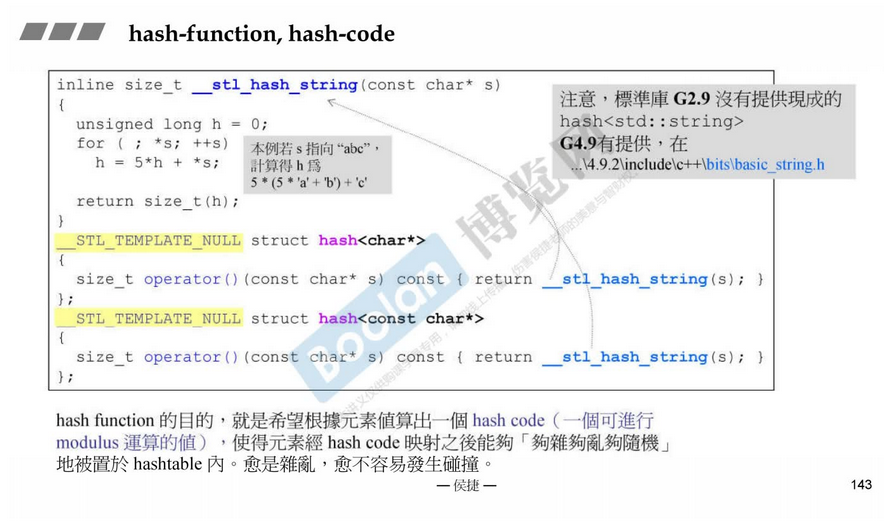 hash-function, hash-code
inline size_t __stl_hash_string(const char* s)
{
unsigned long h = 0;
for ( ; *s; ++s)
h = 5*h + *s;
return size_t(h);
}
本例若 s 指向 “abc”，
計算得 h 為
5 * (5 * 'a' + 'b') + 'c'
注意，標準庫 G2.9 沒有提供現成的
hash<std::string>
G4.9有提供，在
...\4.9.2\include\c++\bits\basic_string.h
__STL_TEMPLATE_NULL struct hash<char*>
{
size_t operator()(const char* s) const { return __stl_hash_string(s); }
};
__STL_TEMPLATE_NULL struct hash<const char*>
{
size_t operator()(const char* s) const { return __stl_hash_string(s); }
};
Boolan 博览网
hash function 的目的，就是希望根據元素值算出一個 hash code（一個可進行
modulus 運算的值），使得元素經 hash code 映射之後能夠「夠雜夠亂夠隨機」
地被置於 hashtable 內。愈是雜亂，愈不容易發生碰撞。
— 侯捷 —
143